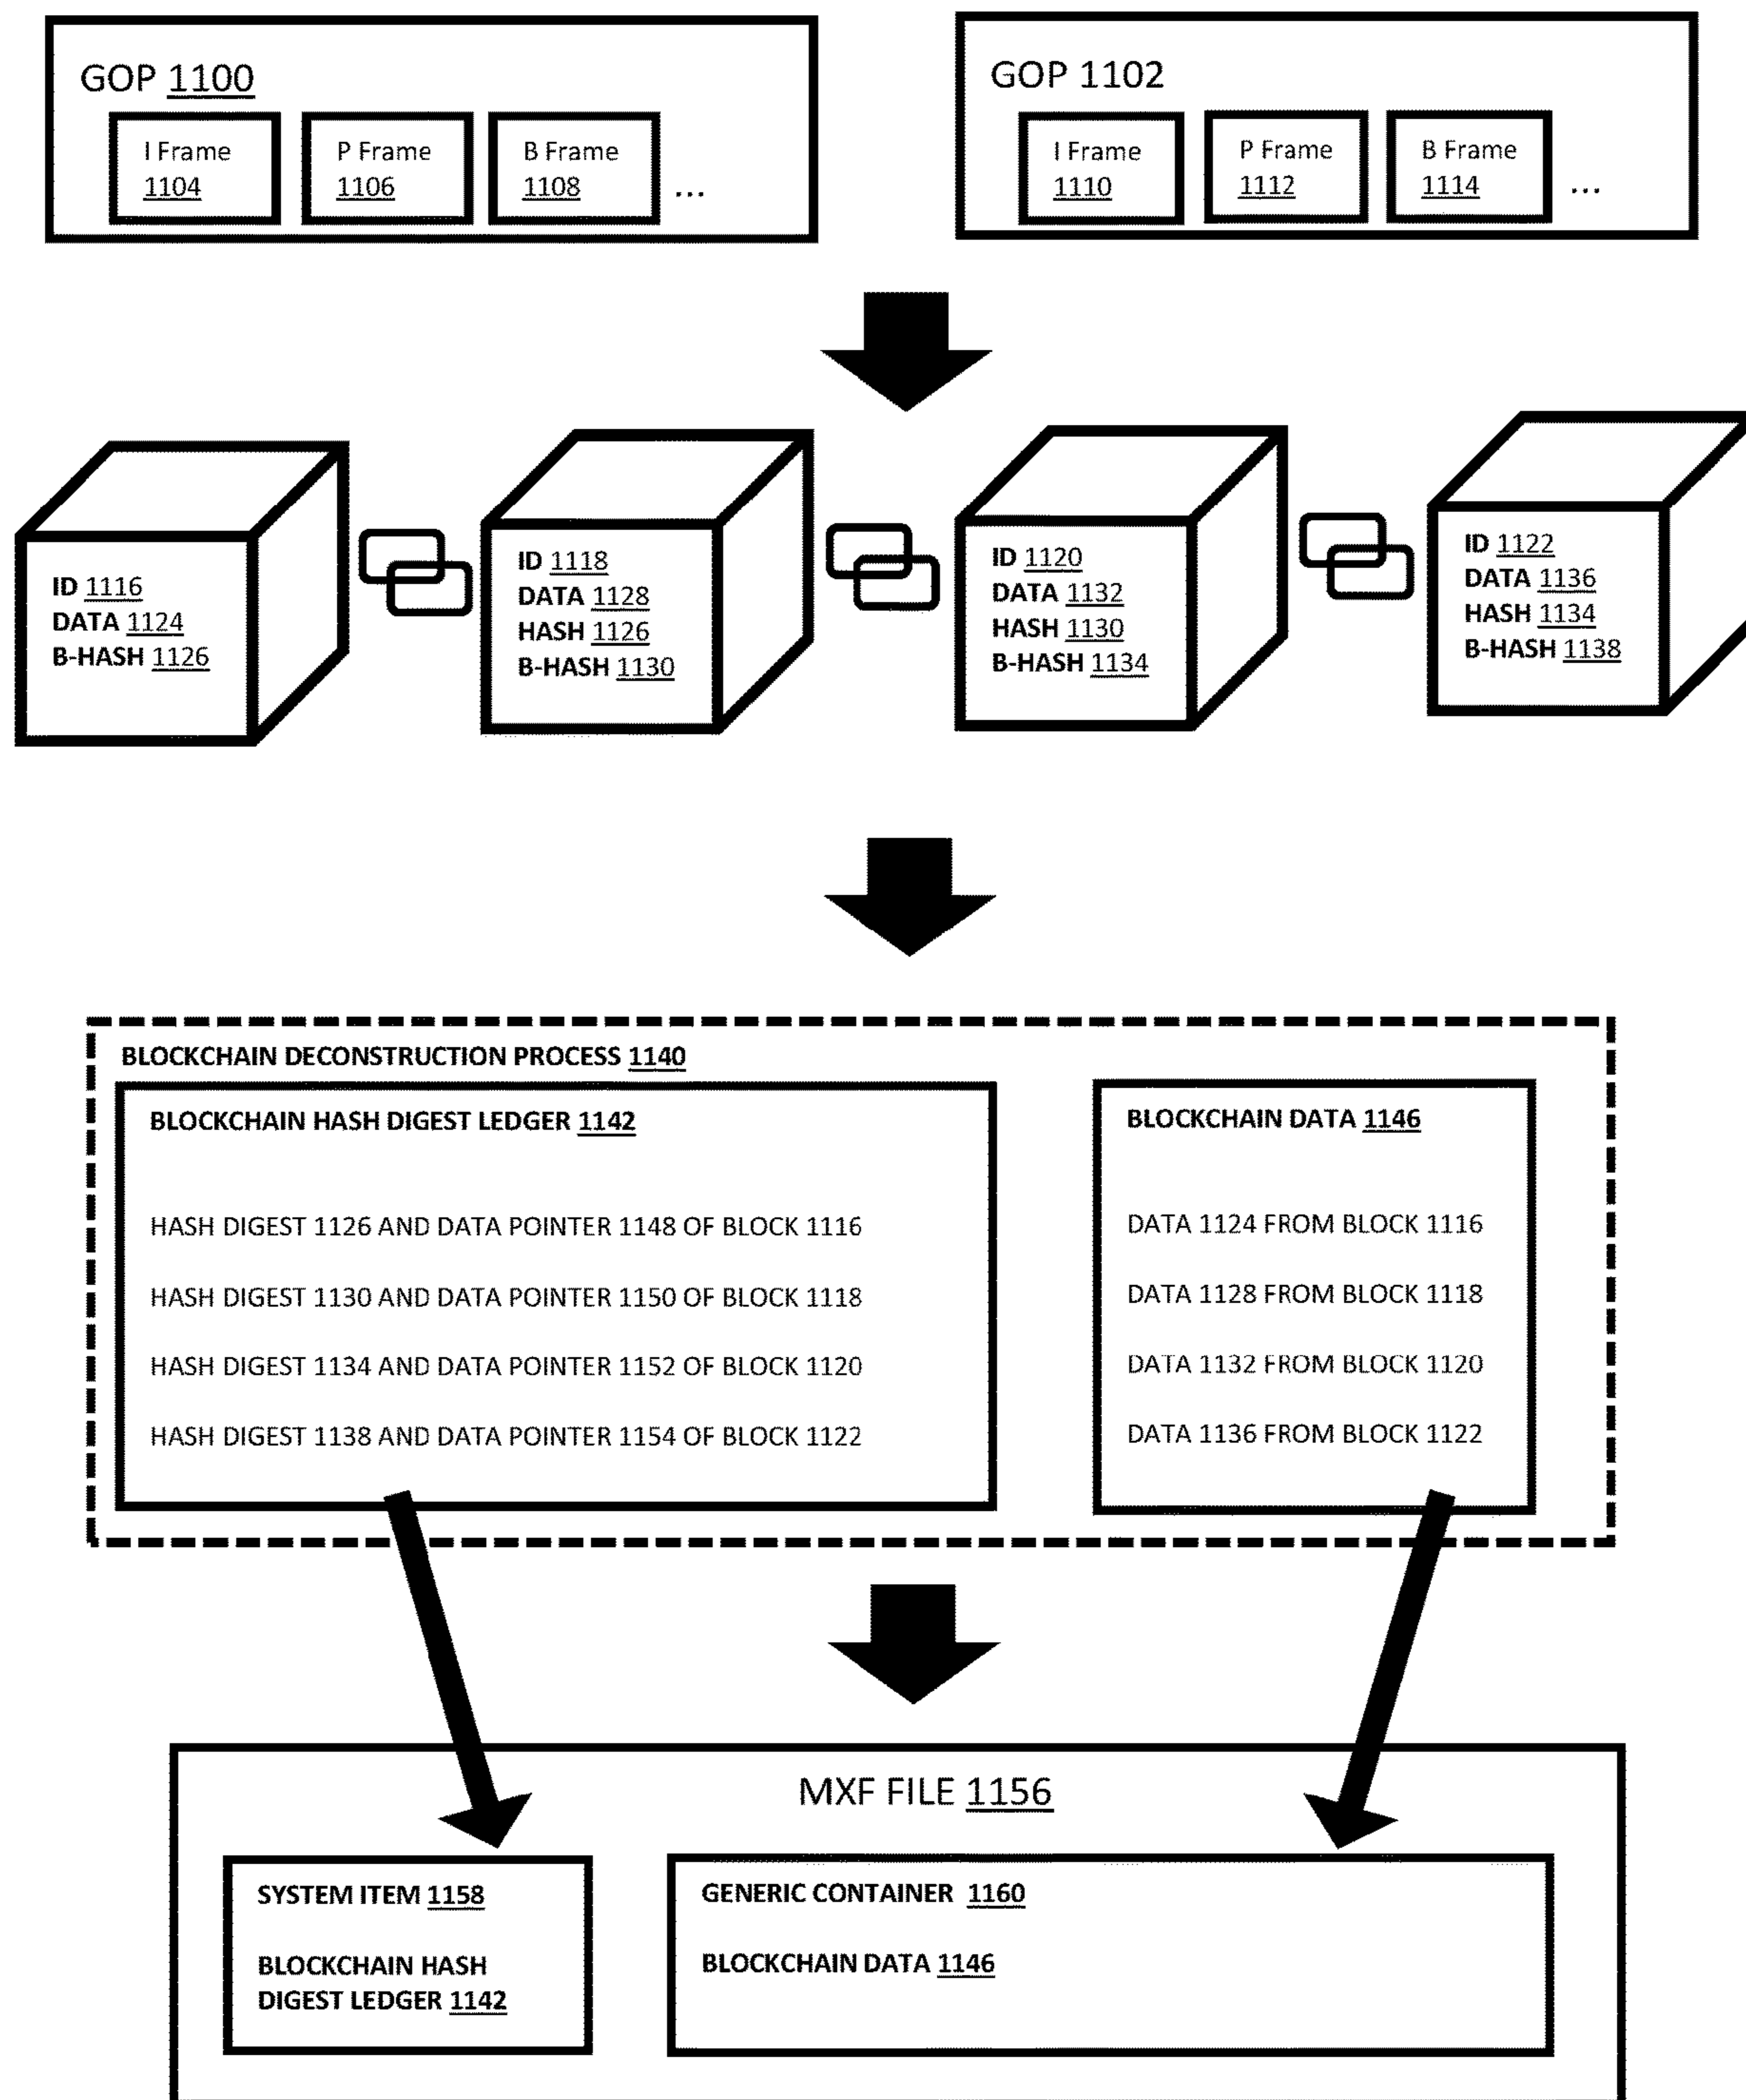 GOP 1100
I Frame
1104
P Frame
1106
B Frame
1108
...
GOP 1102
I Frame
1110
P Frame
1112
B Frame
1114
...
ID 1116
DATA 1124
B-HASH 1126
ID 1118
DATA 1128
HASH 1126
B-HASH 1130
ID 1120
DATA 1132
HASH 1130
B-HASH 1134
ID 1122
DATA 1136
HASH 1134
B-HASH 1138
BLOCKCHAIN DECONSTRUCTION PROCESS 1140
BLOCKCHAIN HASH DIGEST LEDGER 1142
HASH DIGEST 1126 AND DATA POINTER 1148 OF BLOCK 1116
HASH DIGEST 1130 AND DATA POINTER 1150 OF BLOCK 1118
HASH DIGEST 1134 AND DATA POINTER 1152 OF BLOCK 1120
HASH DIGEST 1138 AND DATA POINTER 1154 OF BLOCK 1122
BLOCKCHAIN DATA 1146
DATA 1124 FROM BLOCK 1116
DATA 1128 FROM BLOCK 1118
DATA 1132 FROM BLOCK 1120
DATA 1136 FROM BLOCK 1122
MXF FILE 1156
SYSTEM ITEM 1158
BLOCKCHAIN HASH
DIGEST LEDGER 1142
GENERIC CONTAINER 1160
BLOCKCHAIN DATA 1146